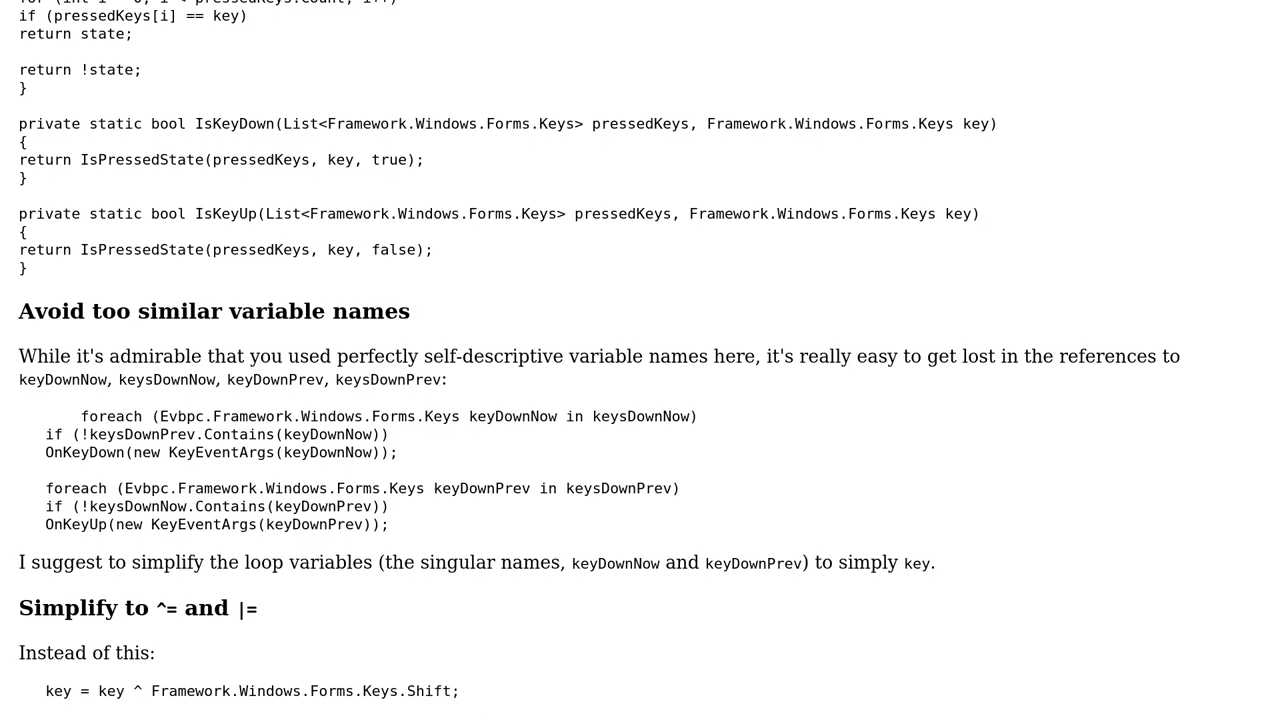 for (int i = 0; i < pressedKeys.Count; i++)
if (pressedKeys[i] == key)
return state;

return !state;
}

private static bool IsKeyDown(List<Framework.Windows.Forms.Keys> pressedKeys, Framework.Windows.Forms.Keys key)
{
return IsPressedState(pressedKeys, key, true);
}

private static bool IsKeyUp(List<Framework.Windows.Forms.Keys> pressedKeys, Framework.Windows.Forms.Keys key)
{
return IsPressedState(pressedKeys, key, false);
}

Avoid too similar variable names

While it's admirable that you used perfectly self-descriptive variable names here, it's really easy to get lost in the references to
keyDownNow, keysDownNow, keyDownPrev, keysDownPrev:

foreach (Evbpc.Framework.Windows.Forms.Keys keyDownNow in keysDownNow)
if (!keysDownPrev.Contains(keyDownNow))
OnKeyDown(new KeyEventArgs(keyDownNow));

foreach (Evbpc.Framework.Windows.Forms.Keys keyDownPrev in keysDownPrev)
if (!keysDownNow.Contains(keyDownPrev))
OnKeyUp(new KeyEventArgs(keyDownPrev));

I suggest to simplify the loop variables (the singular names, keyDownNow and keyDownPrev) to simply key.

Simplify to ^= and |=

Instead of this:

key = key ^ Framework.Windows.Forms.Keys.Shift;